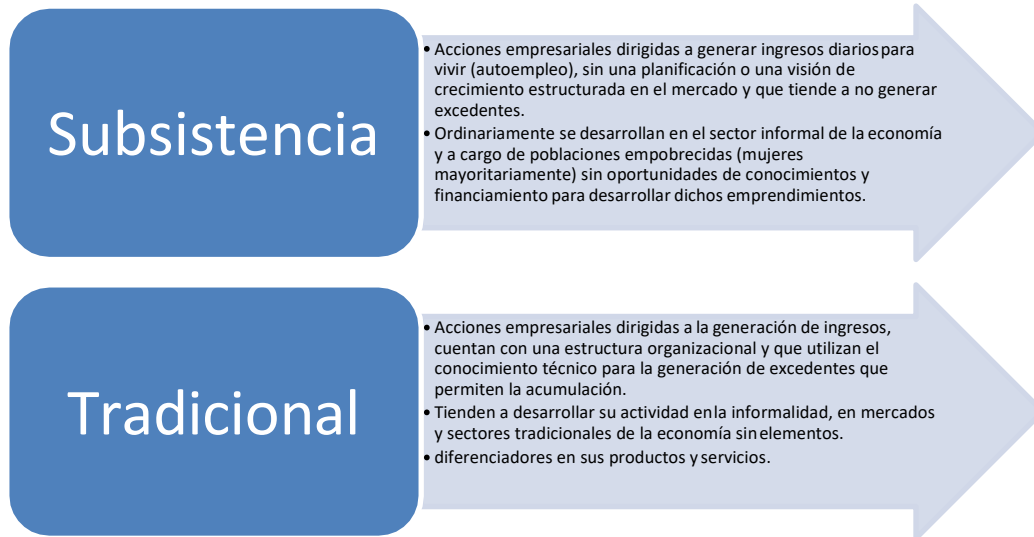 Subsistencia
• Acciones empresariales dirigidas a generar ingresos diarios para
vivir (autoempleo), sin una planificación o una visión de
crecimiento estructurada en el mercado y que tiende a no generar
excedentes.
• Ordinariamente se desarrollan en el sector informal de la economía
y a cargo de poblaciones empobrecidas (mujeres
mayoritariamente) sin oportunidades de conocimientos y
financiamiento para desarrollar dichos emprendimientos.
Tradicional
• Acciones empresariales dirigidas a la generación de ingresos,
cuentan con una estructura organizacional y que utilizan el
conocimiento técnico para la generación de excedentes que
permiten la acumulación.
• Tienden a desarrollar su actividad en la informalidad, en mercados
y sectores tradicionales de la economía sin elementos.
• diferenciadores en sus productos y servicios.